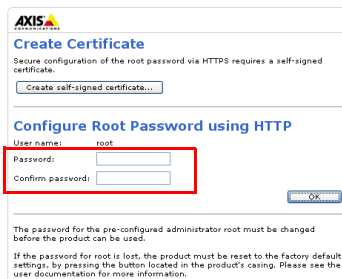 AXIS
COMMUNICATIONS
Create Certificate
Secure configuration of the root password via HTTPS requires a self-signed
certificate.
Create self-signed certificate...
Configure Root Password using HTTP
User name: root
Password:
Confirm password:
OK
The password for the pre-configured administrator root must be changed
before the product can be used.
If the password for root is lost, the product must be reset to the factory default
settings, by pressing the button located in the product's casing. Please see the
user documentation for more information.